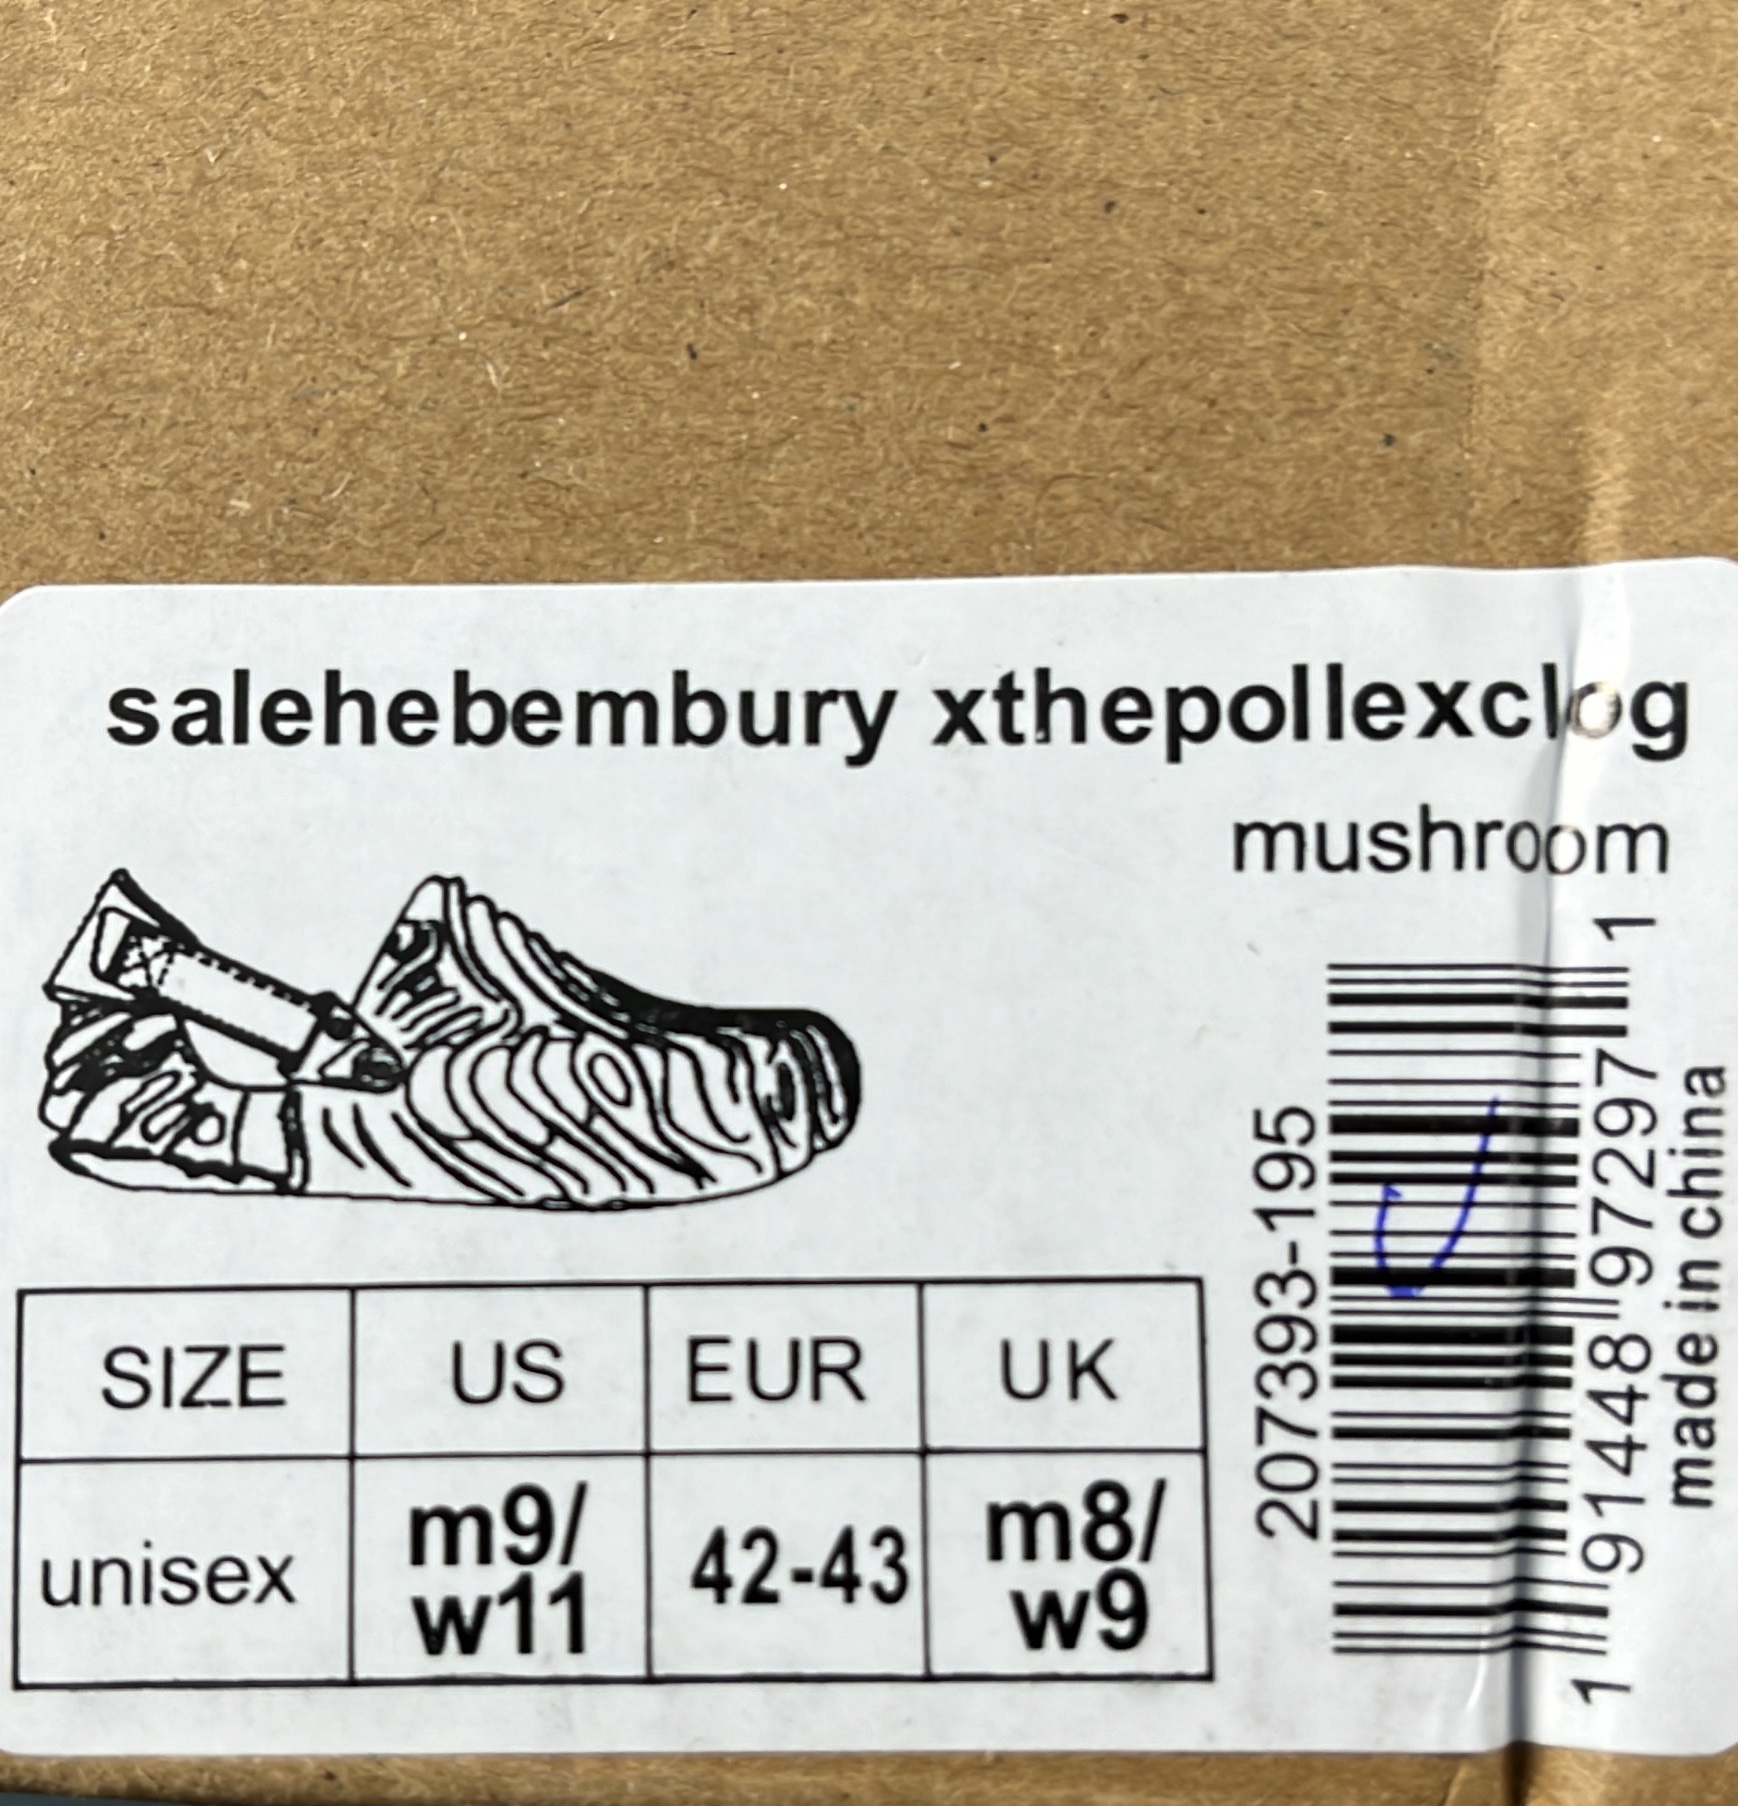 salehebembury xthepollexclog
mushroom
SIZE US EUR UK
unisex m9/ w11 42-43 m8/ w9
207393-195
1 91448 97297 1
made in china